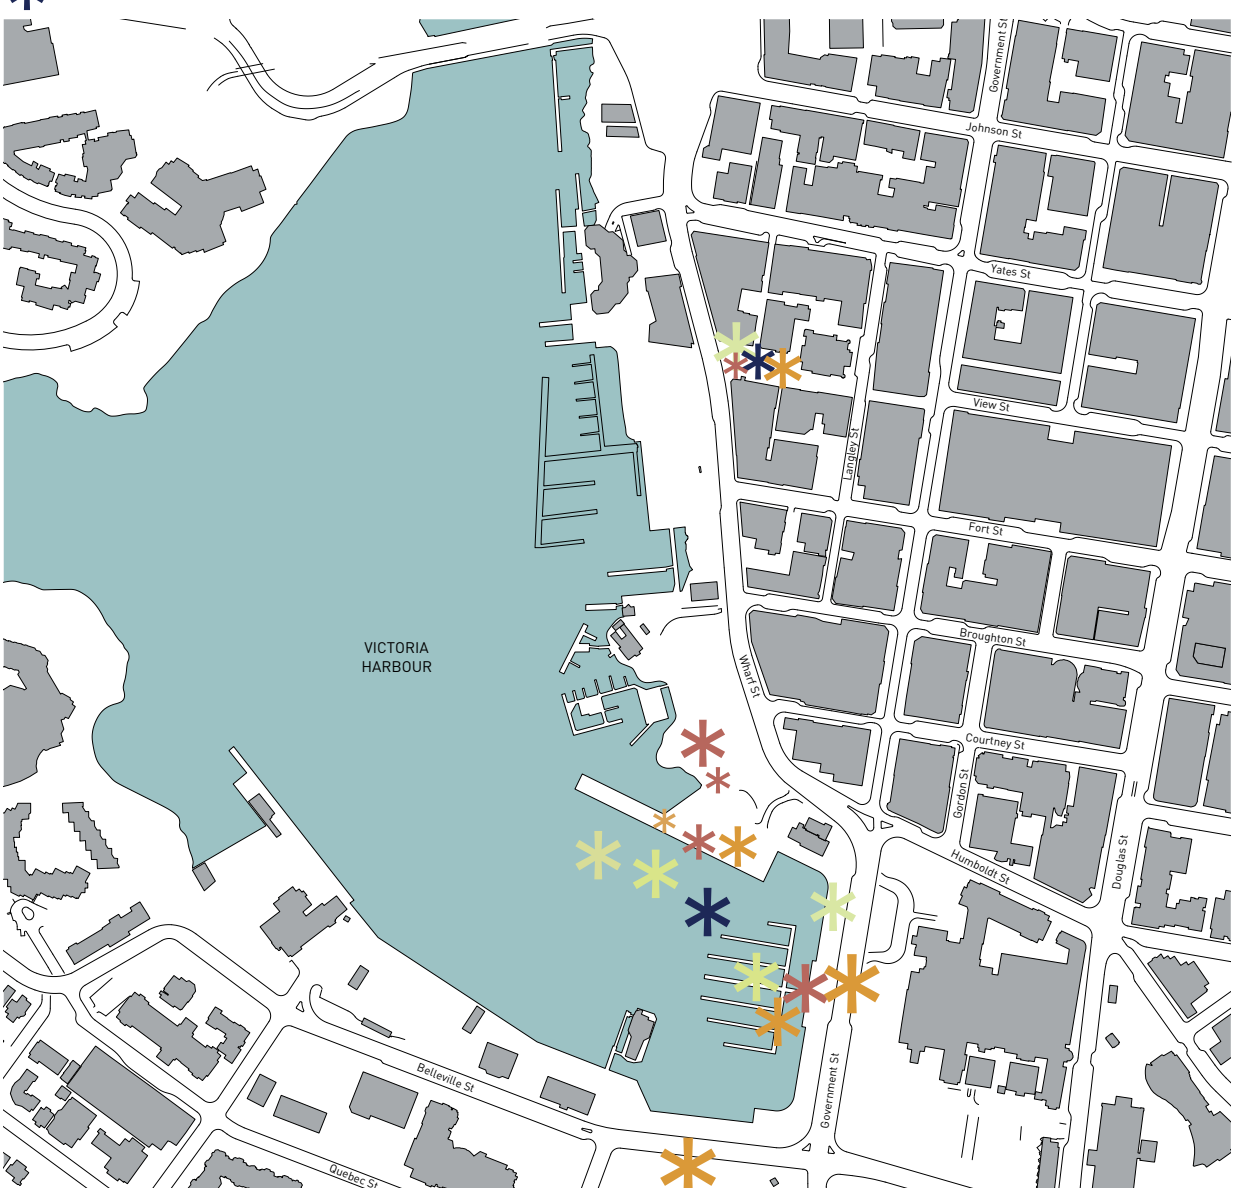 Government St
Johnson St
Yates St
View St
Langley St
Fort St
Broughton St
VICTORIA
HARBOUR
Wharf St
Courtney St
Gordon St
Douglas St
Humboldt St
Belleville St
Government St
Quebec St